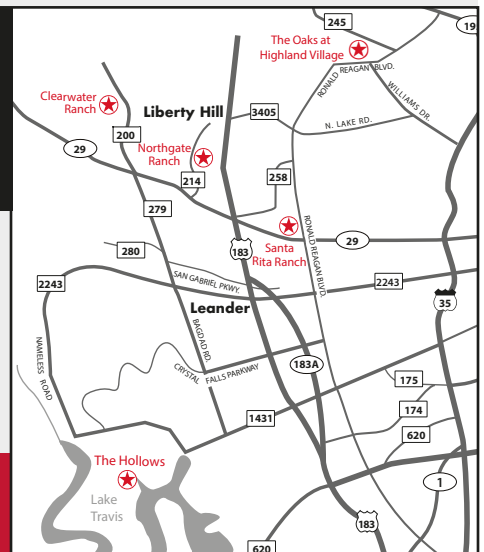 245
19
The Oaks at
Highland Village
RONALD REAGAN BLVD.
WILLIAMS DR.
Clearwater
Ranch
Liberty Hill
3405
N. LAKE RD.
200
29
Northgate
Ranch
214
258
279
RONALD REAGAN BLVD.
29
280
183
Santa
Rita Ranch
2243
SAN GABRIEL PKWY.
2243
35
Leander
NAMELESS ROAD
BAGDAD RD.
CRYSTAL FALLS PARKWAY
183A
175
174
1431
620
The Hollows
1
Lake
Travis
183
620